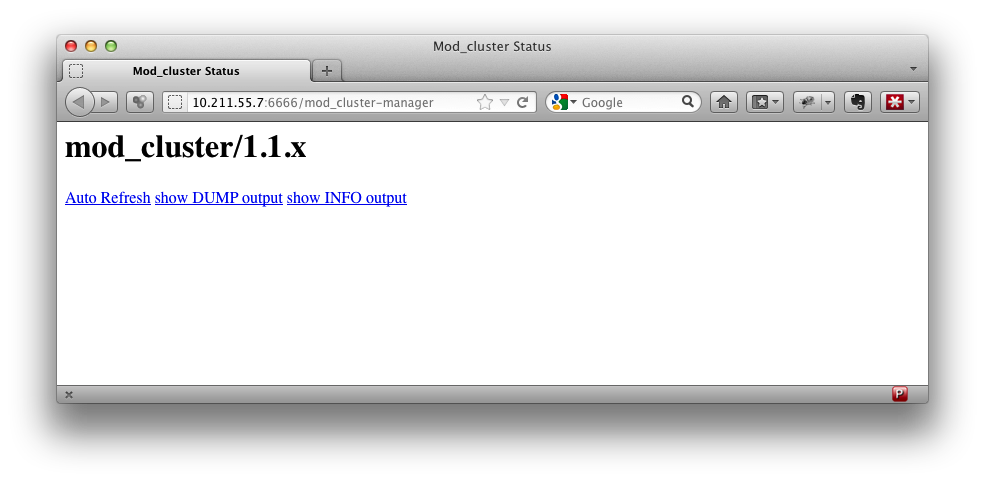 Mod_cluster Status
Mod_cluster Status
10.211.55.7:6666/mod_cluster-manager
Google
mod_cluster/1.1.x
Auto Refresh show DUMP output show INFO output